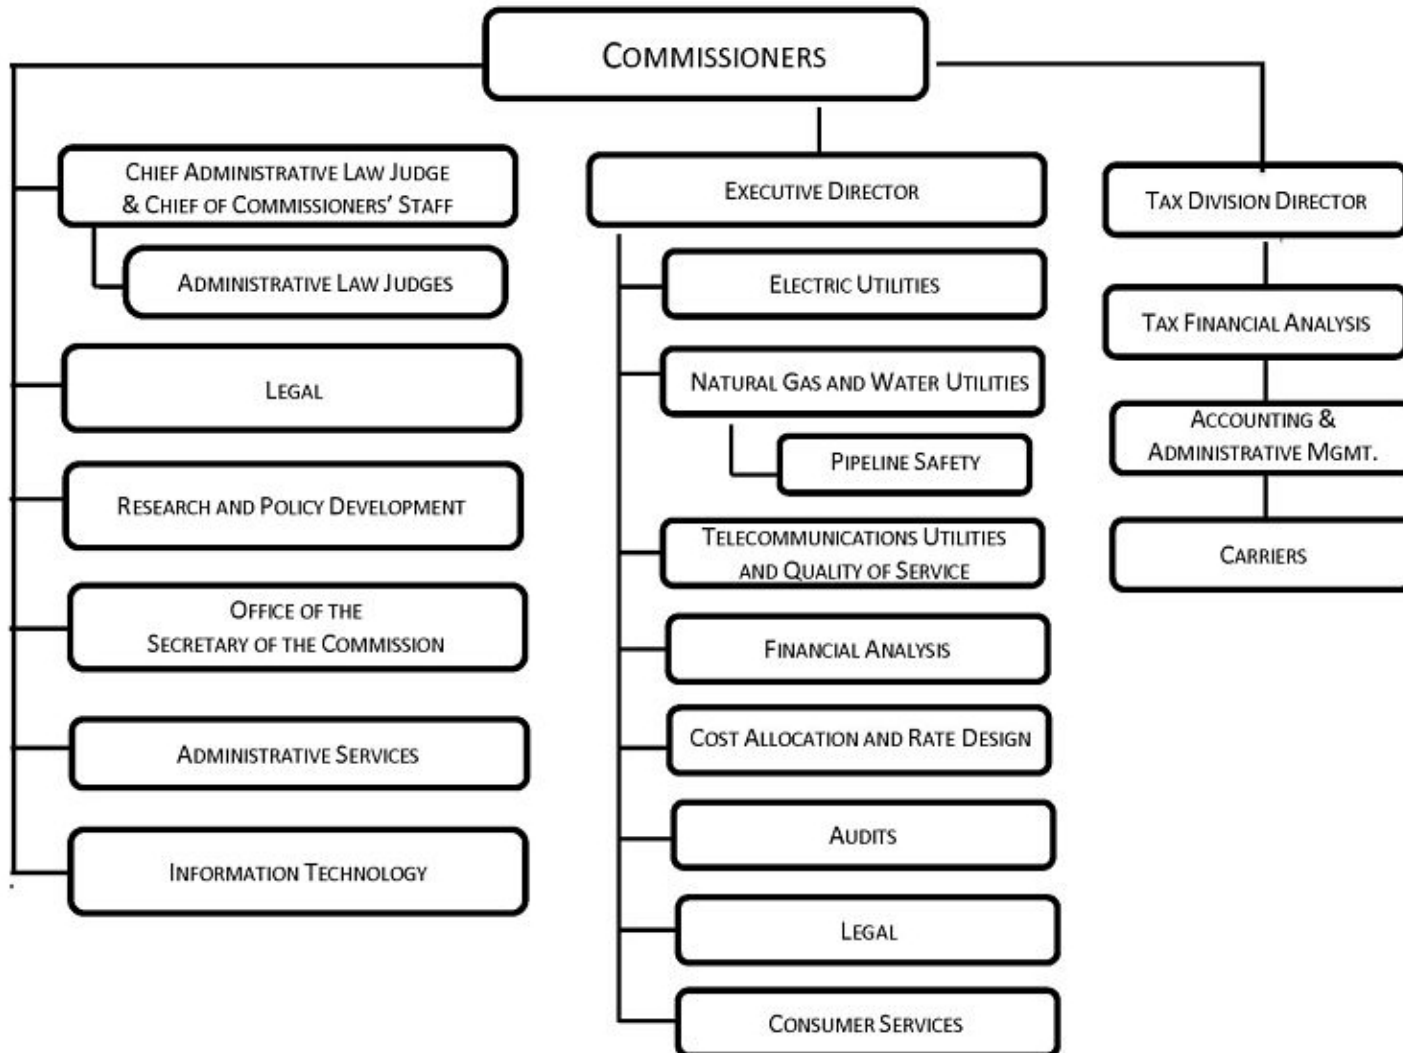 COMMISSIONERS
CHIEF ADMINISTRATIVE LAW JUDGE
& CHIEF OF COMMISSIONERS' STAFF
ADMINISTRATIVE LAW JUDGES
LEGAL
RESEARCH AND POLICY DEVELOPMENT
OFFICE OF THE
SECRETARY OF THE COMMISSION
ADMINISTRATIVE SERVICES
INFORMATION TECHNOLOGY
EXECUTIVE DIRECTOR
ELECTRIC UTILITIES
NATURAL GAS AND WATER UTILITIES
PIPELINE SAFETY
TELECOMMUNICATIONS UTILITIES
AND QUALITY OF SERVICE
FINANCIAL ANALYSIS
COST ALLOCATION AND RATE DESIGN
AUDITS
LEGAL
CONSUMER SERVICES
TAX DIVISION DIRECTOR
TAX FINANCIAL ANALYSIS
ACCOUNTING &
ADMINISTRATIVE MGMT.
CARRIERS